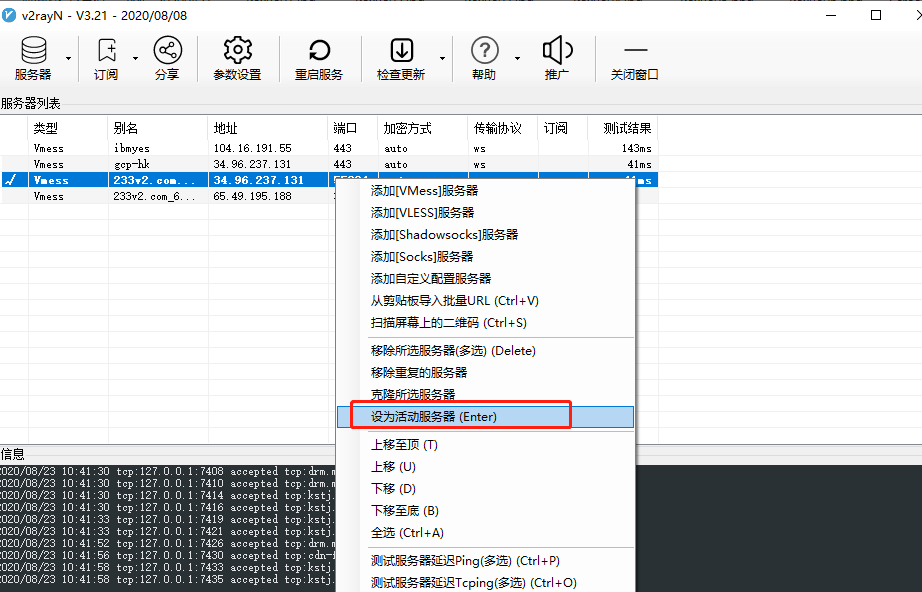 v2rayN - V3.21 - 2020/08/08
服务器 订阅 分享 参数设置 重启服务 检查更新 帮助 推广 关闭窗口
服务器列表
类型 别名 地址 端口 加密方式 传输协议 订阅 测试结果
Vmess ibmyes 104.16.191.55 443 auto ws 143ms
Vmess gcp-hk 34.96.237.131 443 auto ws 41ms
Vmess 233v2.com... 34.96.237.131
Vmess 233v2.com_6... 65.49.195.188
添加[VMess]服务器
添加[VLESS]服务器
添加[Shadowsocks]服务器
添加[Socks]服务器
添加自定义配置服务器
从剪贴板导入批量URL (Ctrl+V)
扫描屏幕上的二维码 (Ctrl+S)
移除所选服务器(多选) (Delete)
移除重复的服务器
克隆所选服务器
设为活动服务器 (Enter)
上移至顶 (T)
上移 (U)
下移 (D)
下移至底 (B)
全选 (Ctrl+A)
测试服务器延迟Ping(多选) (Ctrl+P)
测试服务器延迟Tcping(多选) (Ctrl+O)
信息
2020/08/23 10:41:30 tcp:127.0.0.1:7408 accepted tcp:drm.
2020/08/23 10:41:30 tcp:127.0.0.1:7410 accepted tcp:drm.
2020/08/23 10:41:30 tcp:127.0.0.1:7414 accepted tcp:kstj.
2020/08/23 10:41:30 tcp:127.0.0.1:7416 accepted tcp:kstj.
2020/08/23 10:41:33 tcp:127.0.0.1:7419 accepted tcp:kstj.
2020/08/23 10:41:33 tcp:127.0.0.1:7421 accepted tcp:kstj.
2020/08/23 10:41:52 tcp:127.0.0.1:7426 accepted tcp:drm.
2020/08/23 10:41:56 tcp:127.0.0.1:7430 accepted tcp:cdn-
2020/08/23 10:41:58 tcp:127.0.0.1:7433 accepted tcp:kstj.
2020/08/23 10:41:58 tcp:127.0.0.1:7435 accepted tcp:kstj.